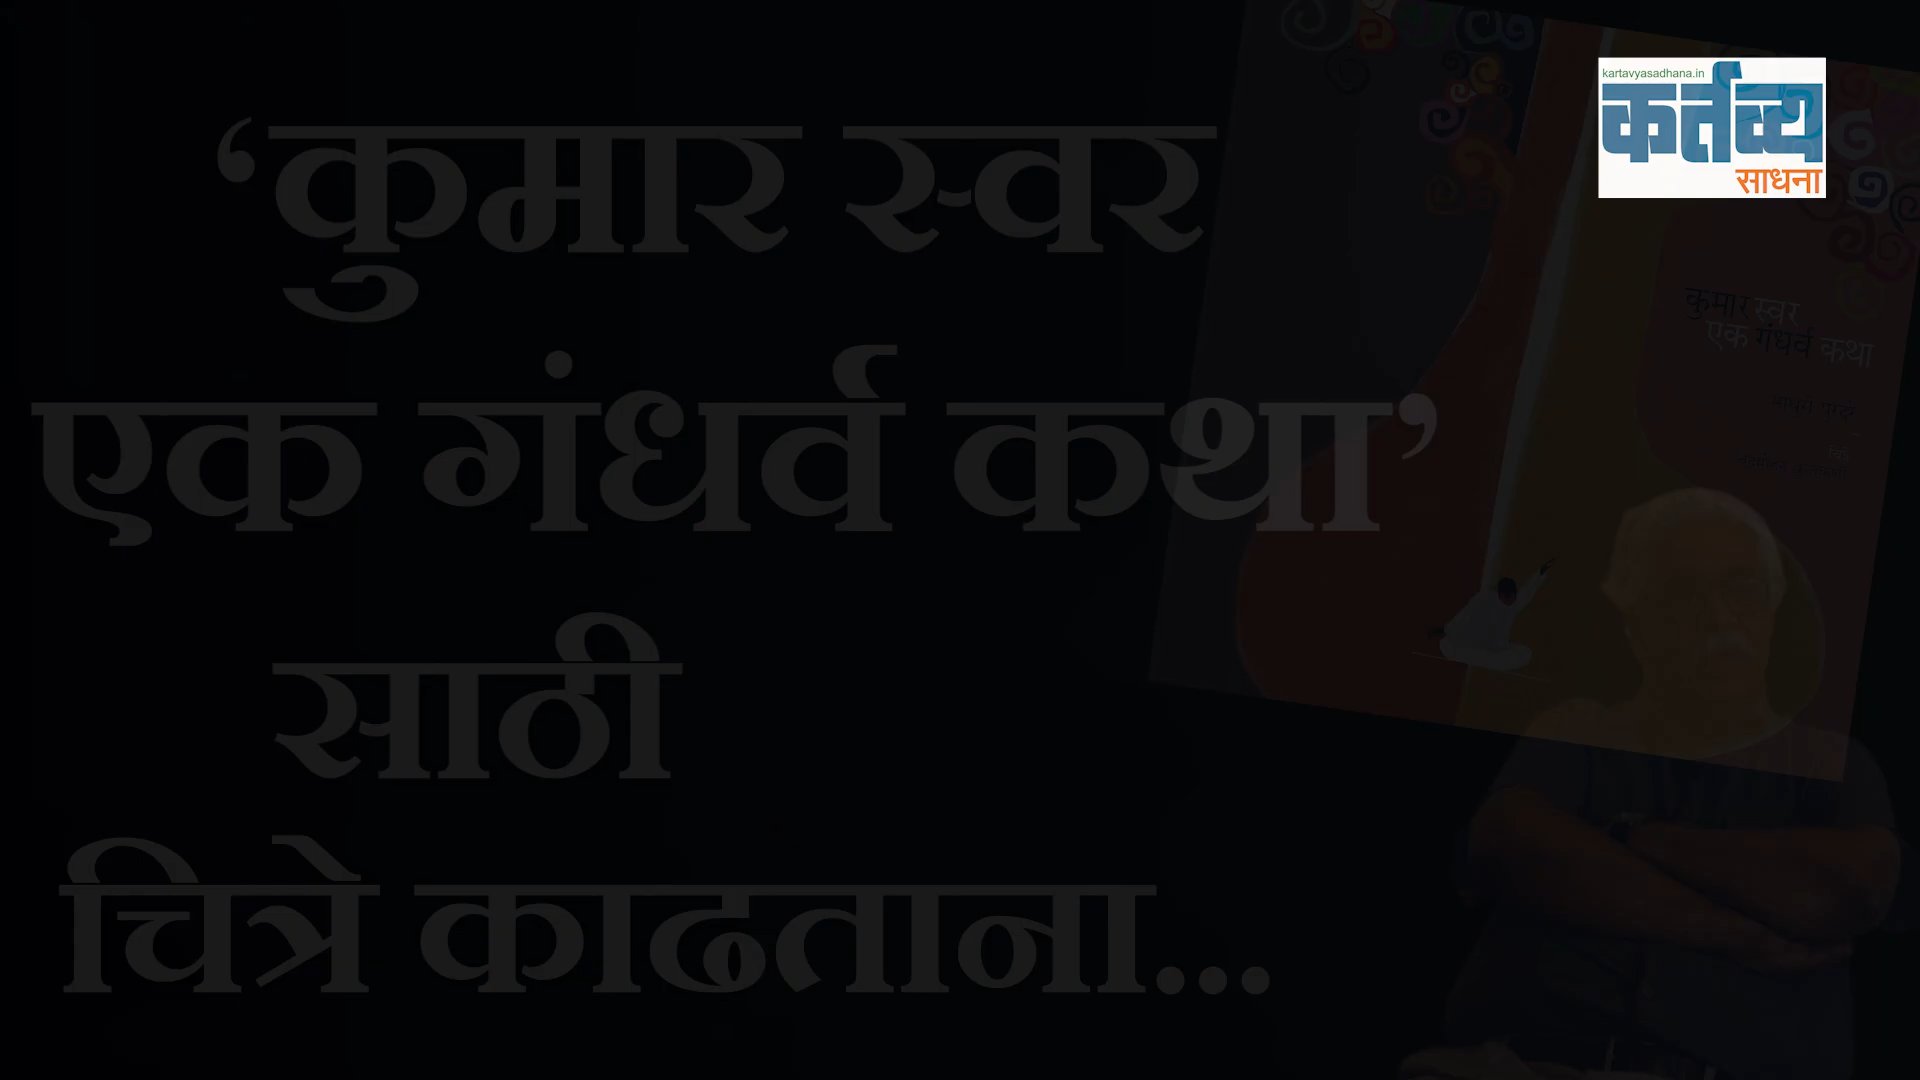 kartavyasadhana.in
कर्तव्य
साधना
‘कुमार स्वर
एक गंधर्व कथा’
साठी
चित्रे काढताना...
कुमार स्वर
एक गंधर्व कथा